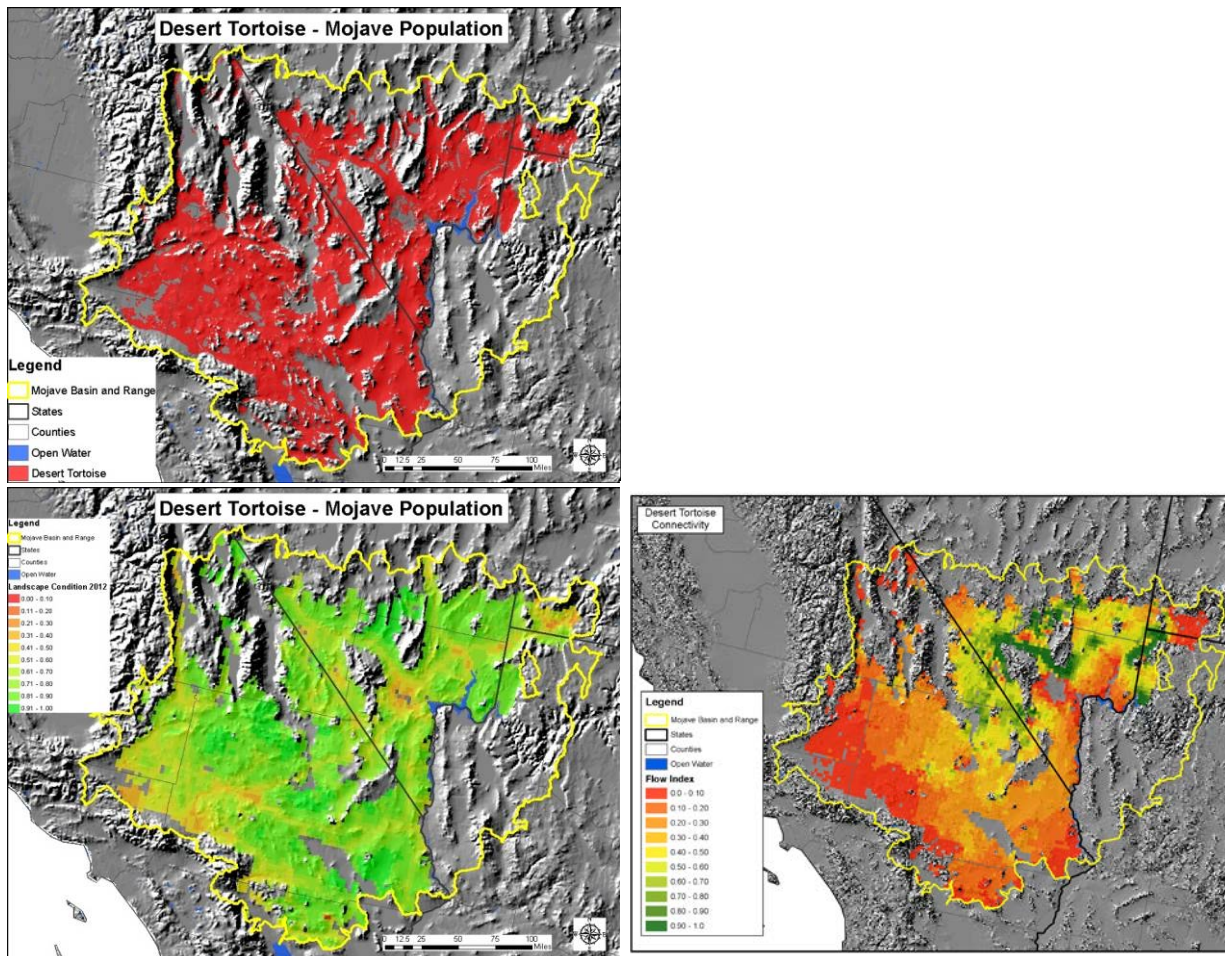 Desert Tortoise - Mojave Population
Legend
Mojave Basin and Range
States
Counties
Open Water
Desert Tortoise
0 12.5 25 50 75 100
Miles
Desert Tortoise - Mojave Population
Legend
Mojave Basin and Range
States
Counties
Open Water
Landscape Condition 2012
0.00 - 0.10
0.11 - 0.20
0.21 - 0.30
0.31 - 0.40
0.41 - 0.50
0.51 - 0.60
0.61 - 0.70
0.71 - 0.80
0.81 - 0.90
0.91 - 1.00
0 12.5 25 50 75 100
Miles
Desert Tortoise
Connectivity
Legend
Mojave Basin and Range
States
Counties
Open Water
Flow Index
0.0 - 0.10
0.10 - 0.20
0.20 - 0.30
0.30 - 0.40
0.40 - 0.50
0.50 - 0.60
0.60 - 0.70
0.70 - 0.80
0.80 - 0.90
0.90 - 1.0